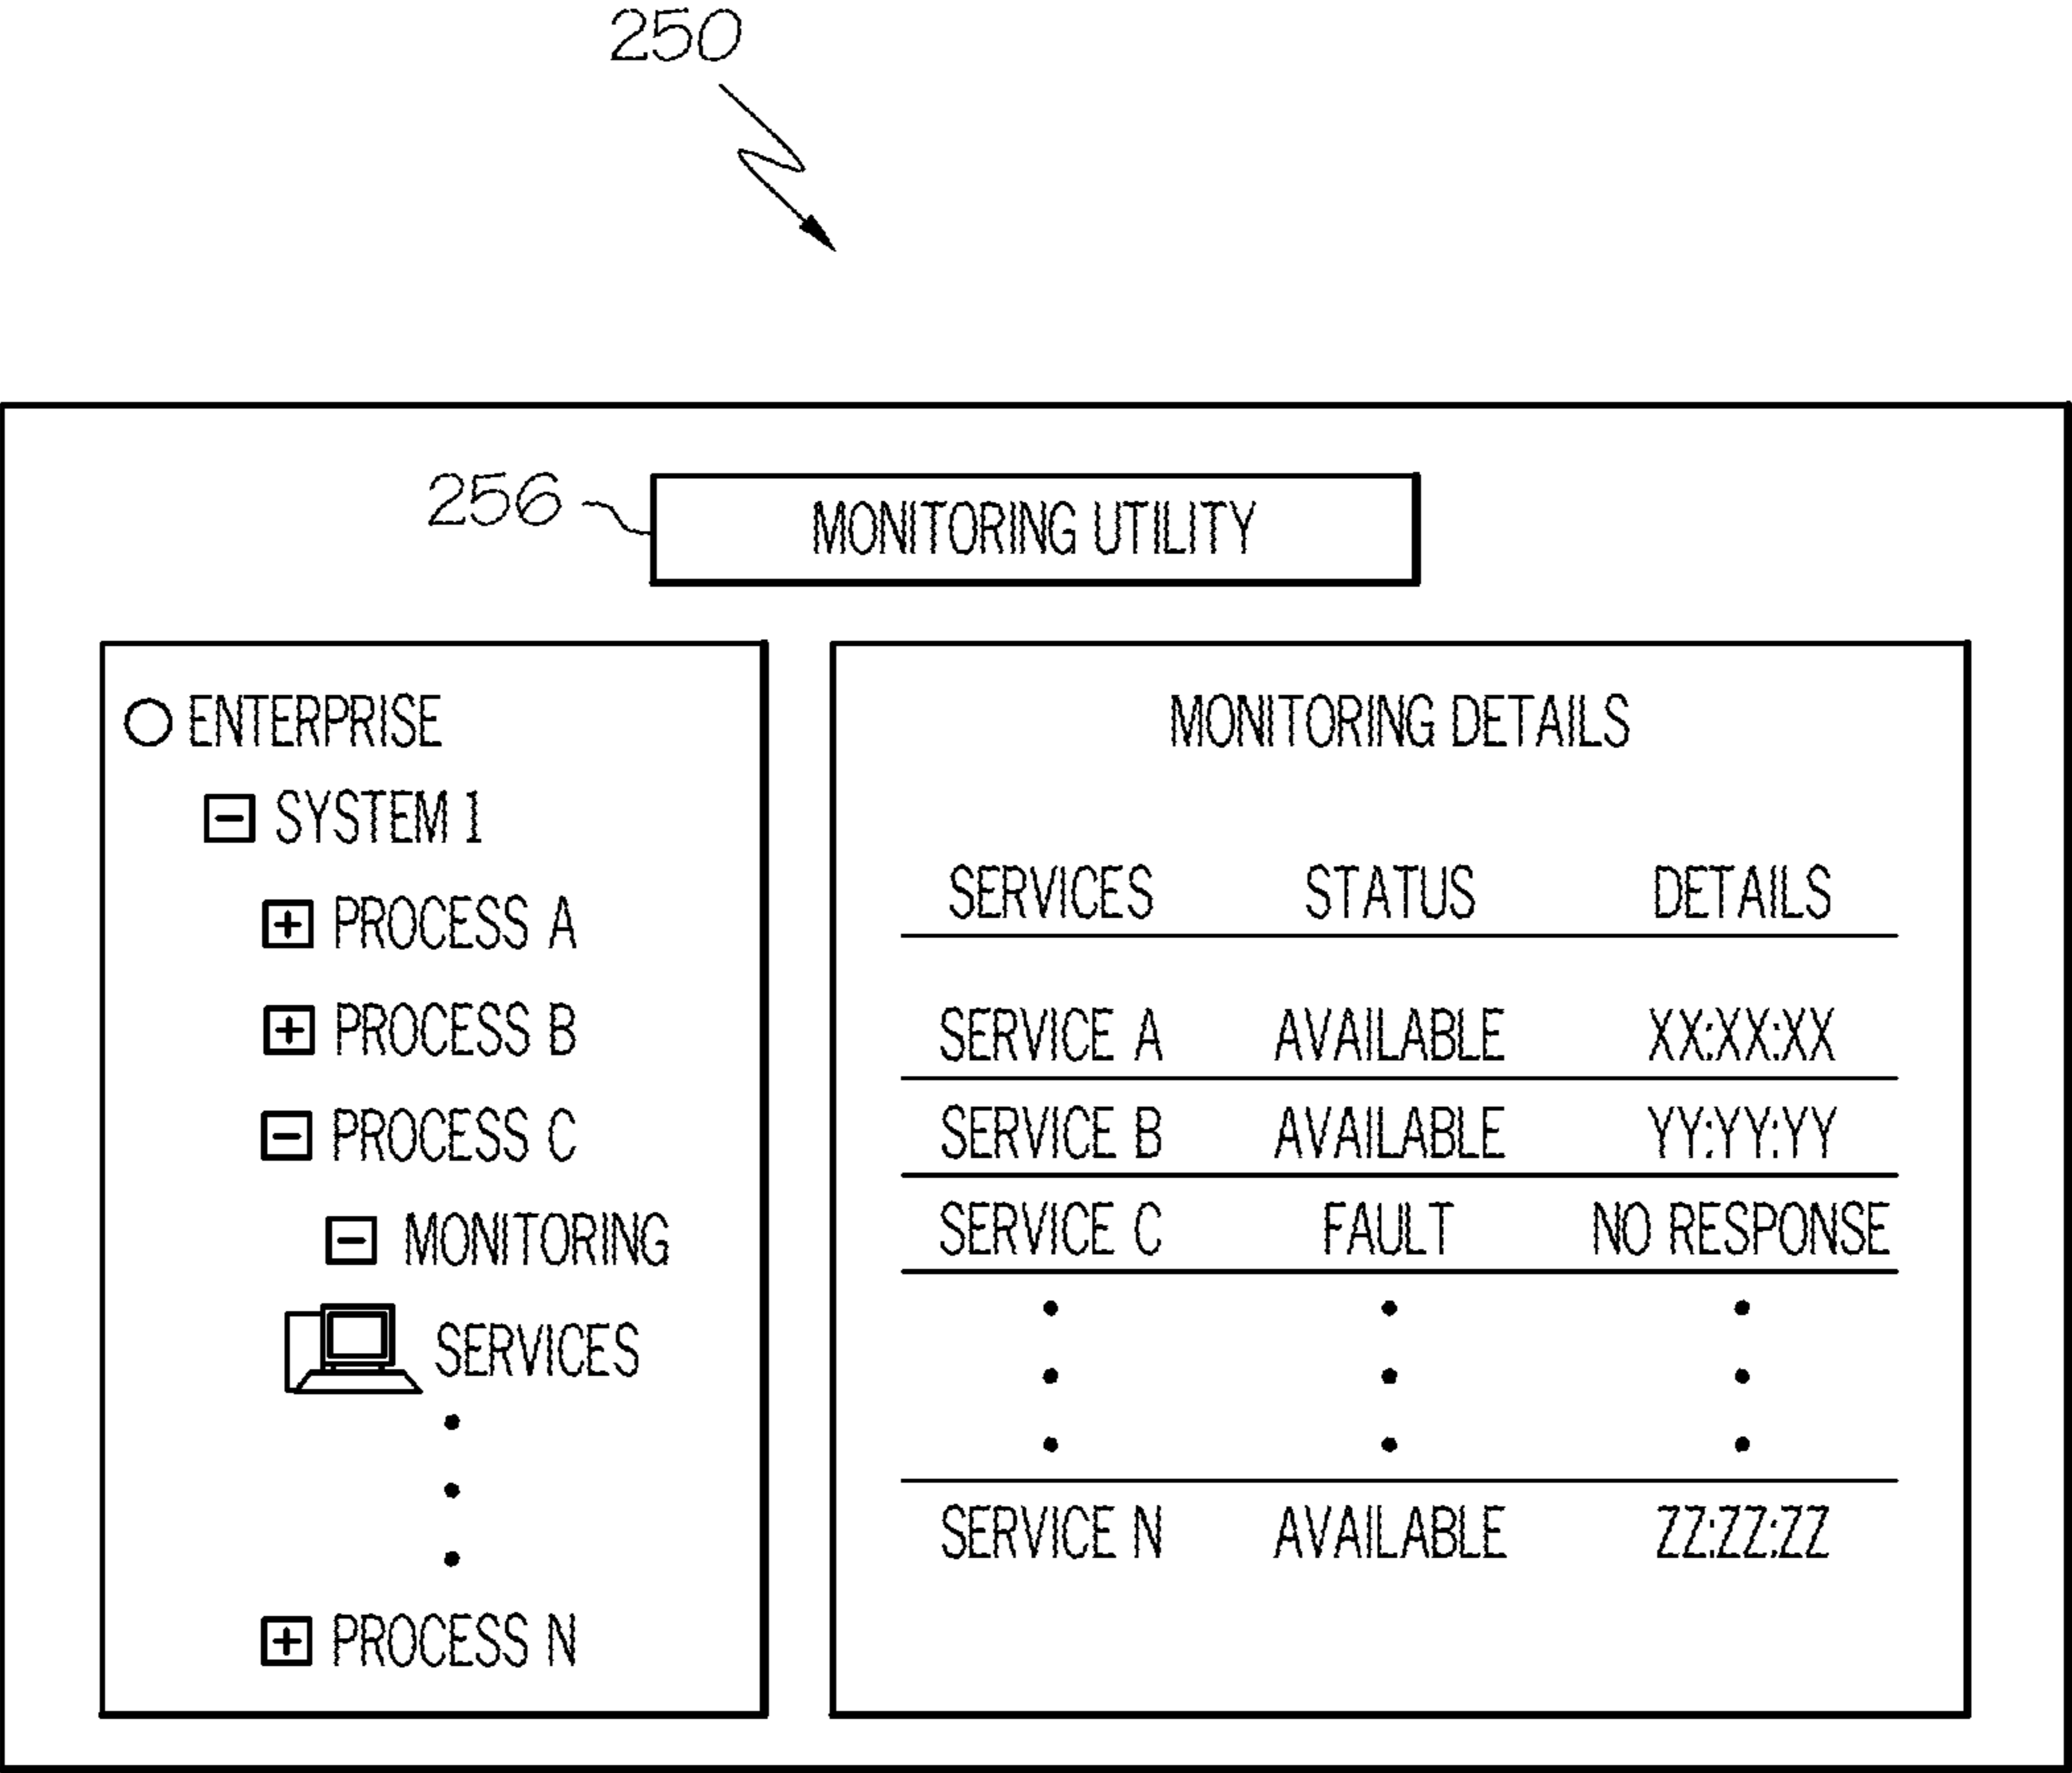 250
256
MONITORING UTILITY
ENTERPRISE
SYSTEM 1
PROCESS A
PROCESS B
PROCESS C
MONITORING
SERVICES
PROCESS N
MONITORING DETAILS
SERVICES STATUS DETAILS
SERVICE A AVAILABLE XX:XX:XX
SERVICE B AVAILABLE YY:YY:YY
SERVICE C FAULT NO RESPONSE
SERVICE N AVAILABLE ZZ:ZZ:ZZ